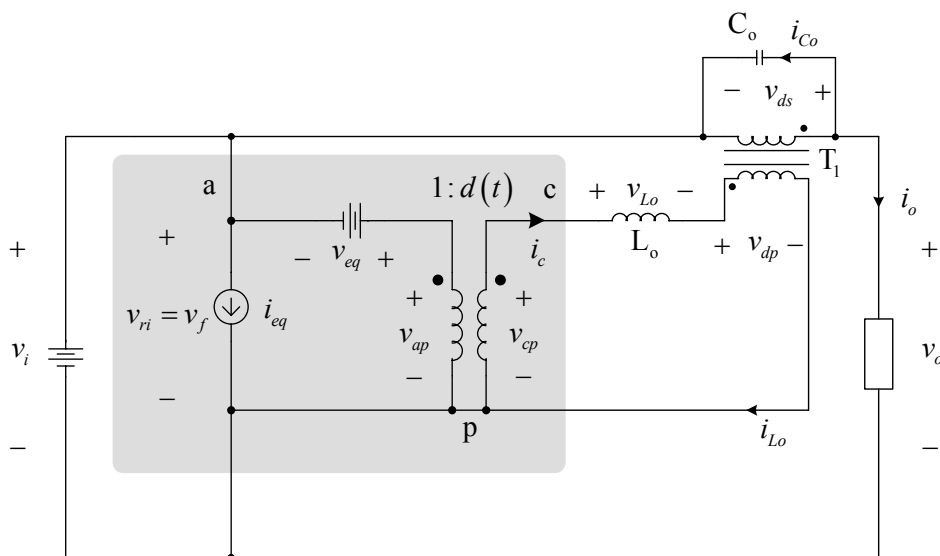 C_o
i_Co
− v_ds +
T_1
a
1:d(t)
c
+ v_Lo −
L_o
i_o
− v_eq +
i_c
+ v_dp −
+
v_i
−
+
v_ri = v_f
−
i_eq
+
v_ap
−
+
v_cp
−
+
v_o
−
p
i_Lo